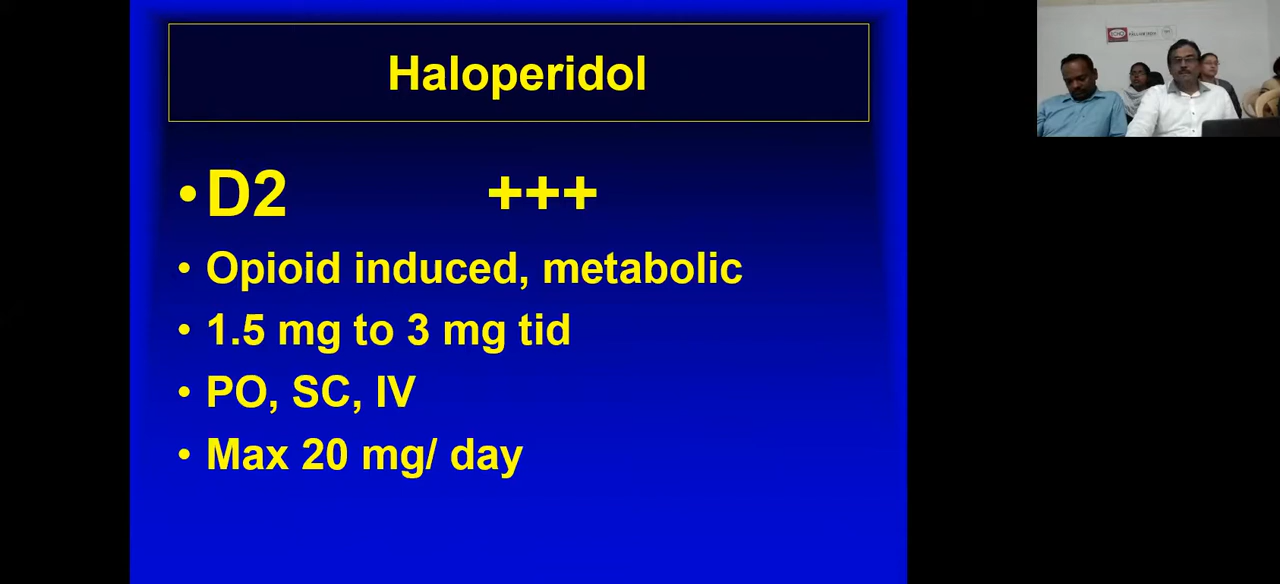 Haloperidol
•D2 +++
• Opioid induced, metabolic
• 1.5 mg to 3 mg tid
• PO, SC, IV
• Max 20 mg/ day